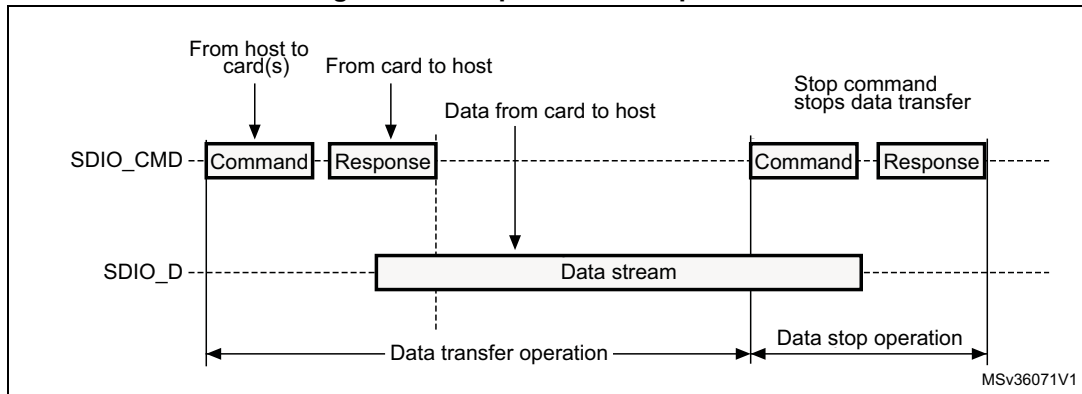 From host to
card(s)
From card to host
Data from card to host
Stop command
stops data transfer
SDIO_CMD
Command
Response
Command
Response
SDIO_D
Data stream
Data transfer operation
Data stop operation
MSv36071V1